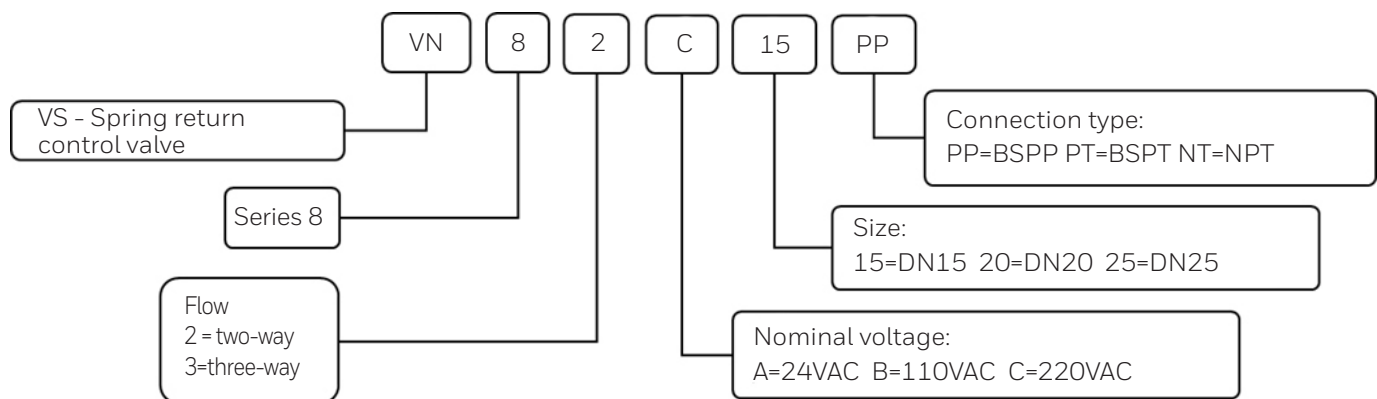 VN 8 2 C 15 PP
VS - Spring return
control valve
Connection type:
PP=BSPP PT=BSPT NT=NPT
Series 8
Size:
15=DN15 20=DN20 25=DN25
Flow
2 = two-way
3=three-way
Nominal voltage:
A=24VAC B=110VAC C=220VAC